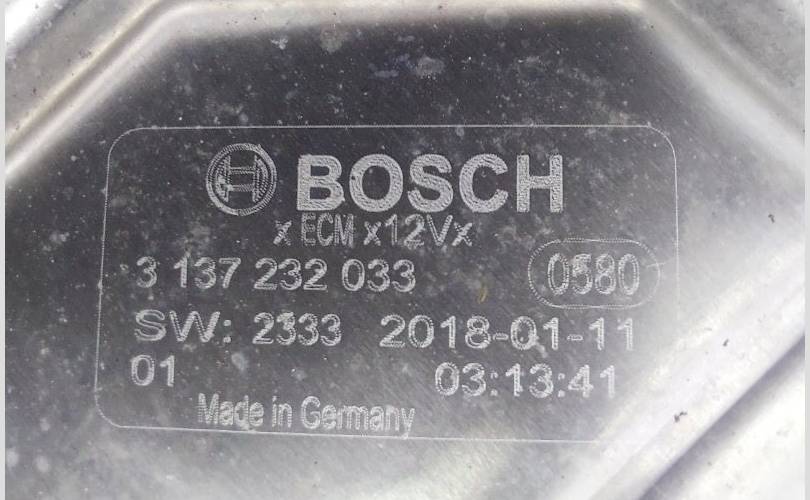 BOSCH
x ECM x12Vx
3 137 232 033 0580
SW: 2333 2018-01-11
01 03:13:41
Made in Germany